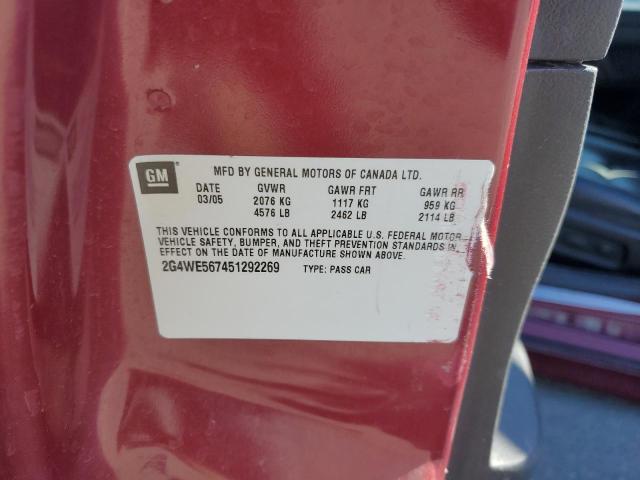 GM
MFD BY GENERAL MOTORS OF CANADA LTD.
DATE GVWR GAWR FRT GAWR RR
03/05 2076 KG 1117 KG 959 KG
4576 LB 2462 LB 2114 LB
THIS VEHICLE CONFORMS TO ALL APPLICABLE U.S. FEDERAL MOTOR
VEHICLE SAFETY, BUMPER, AND THEFT PREVENTION STANDARDS IN
EFFECT ON THE DATE OF MANUFACTURE SHOWN ABOVE.
2G4WE567451292269 TYPE: PASS CAR